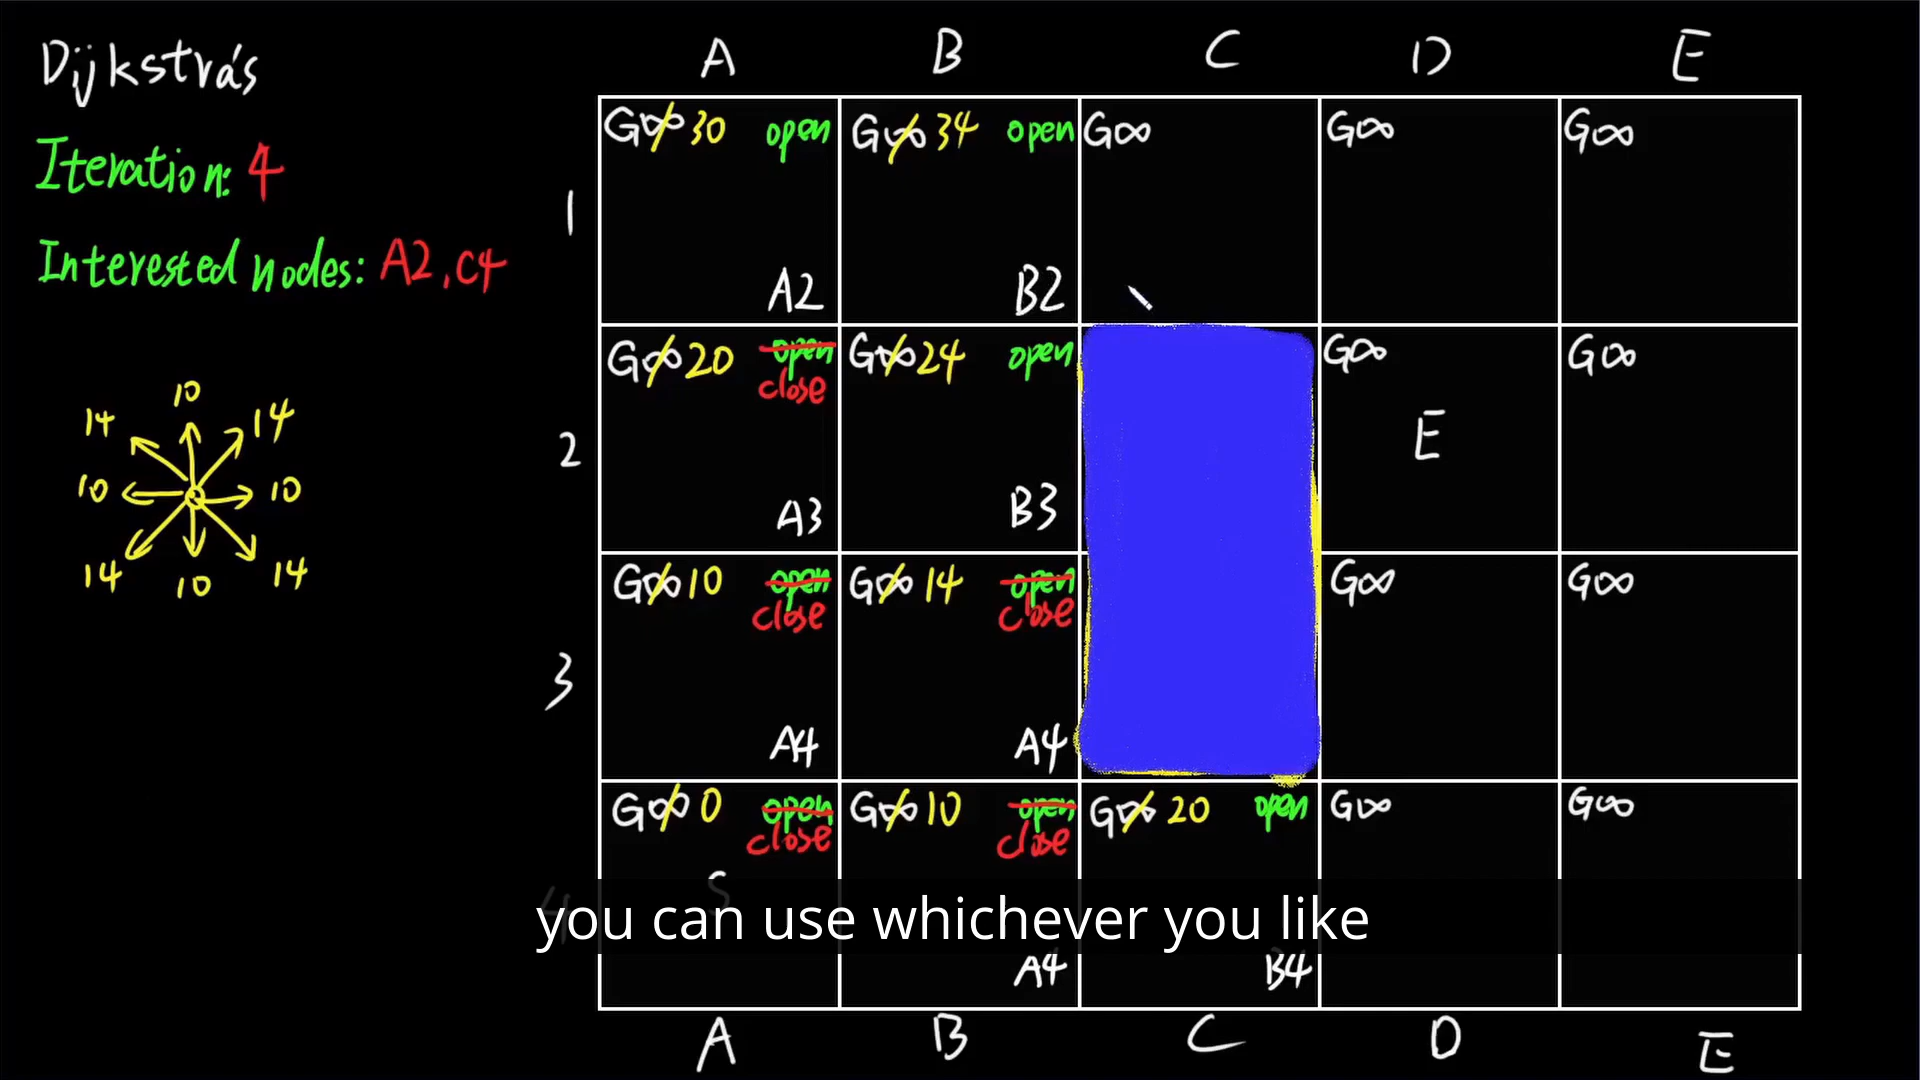 Dijkstra's
Iteration: 4
Interested nodes: A2, C4
10
14 14
10 10
14 14
10
A B C D E
1
G∞ 30 open
A2
G∞ 34 open
B2
G∞
G∞
G∞
2
G∞ 20 open
close
A3
G∞ 24 open
B3
G∞
E
G∞
3
G∞ 10 open
close
A4
G∞ 14 open
close
A4
G∞
G∞
4
G∞ 0 open
close
S
G∞ 10 open
close
A4
G∞ 20 open
B4
G∞
G∞
you can use whichever you like
A B C D E